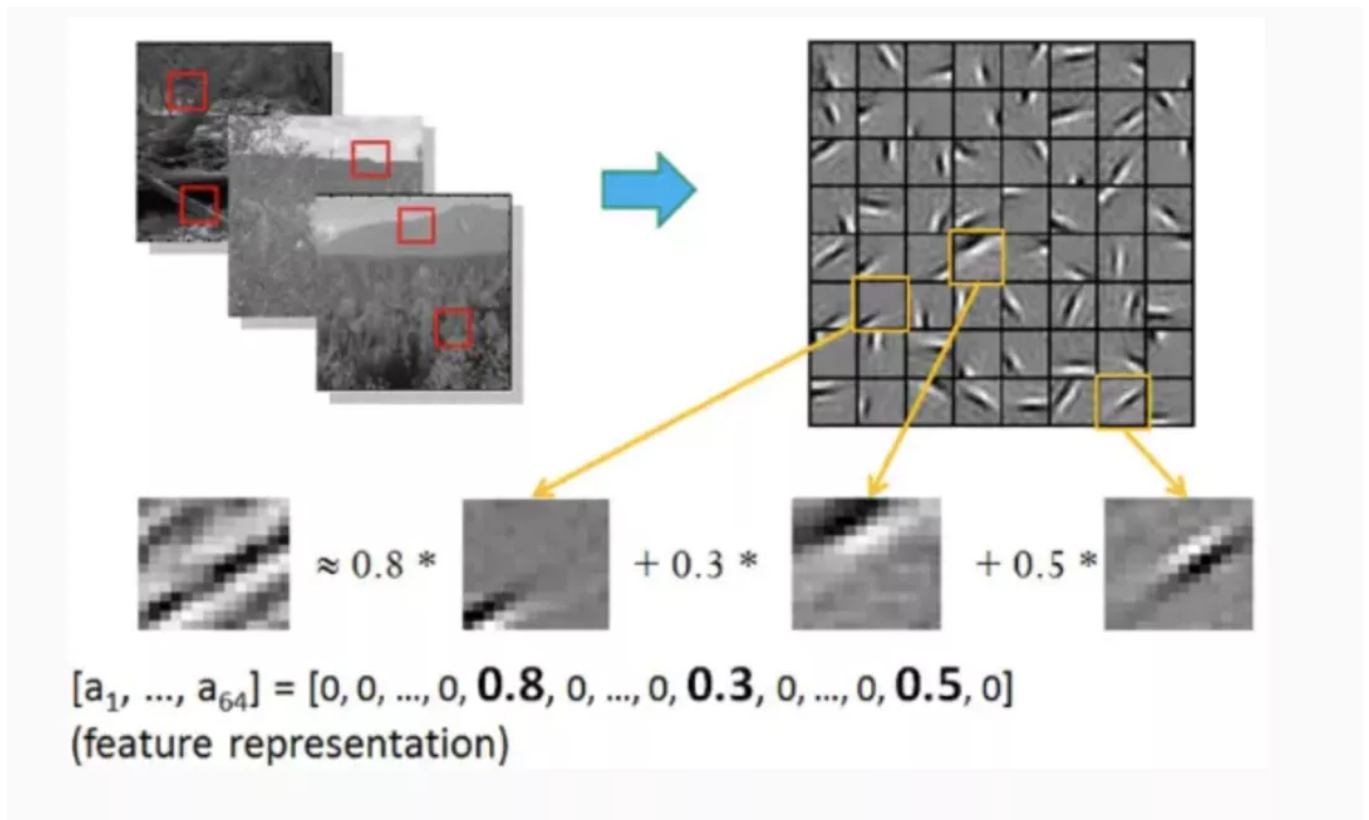 ≈ 0.8 * + 0.3 * + 0.5 *
[a₁, ..., a₆₄] = [0, 0, ..., 0, 0.8, 0, ..., 0, 0.3, 0, ..., 0, 0.5, 0]
(feature representation)